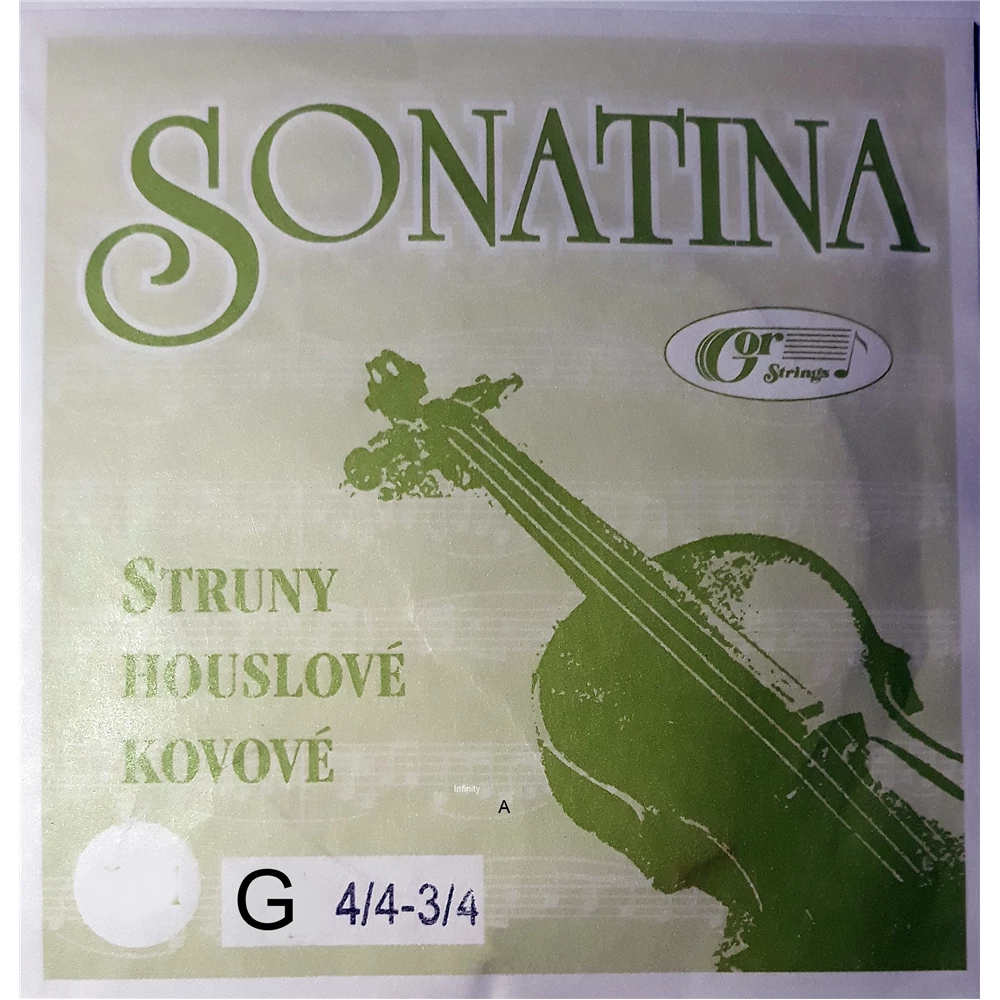 SONATINA
Gor
Strings
STRUNY
HOUSLOVÉ
KOVOVÉ
Infinity
A
G 4/4-3/4